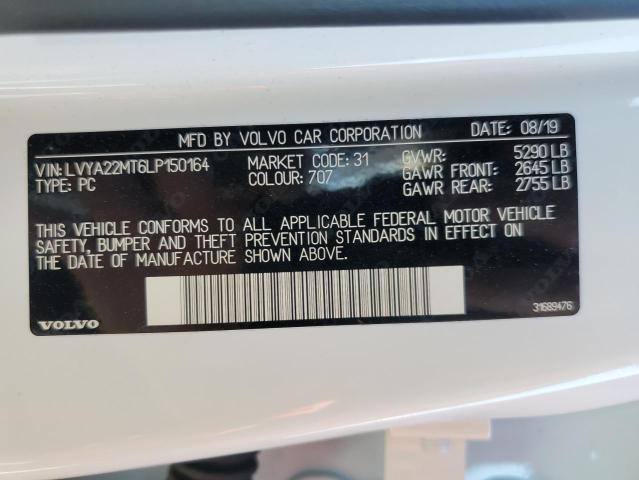 MFD BY VOLVO CAR CORPORATION DATE: 08/19
VIN: LVYA22MT6LP150164 MARKET CODE: 31 GVWR: 5290 LB
TYPE: PC COLOUR: 707 GAWR FRONT: 2645 LB
GAWR REAR: 2755 LB
THIS VEHICLE CONFORMS TO ALL APPLICABLE FEDERAL MOTOR VEHICLE
SAFETY, BUMPER AND THEFT PREVENTION STANDARDS IN EFFECT ON
THE DATE OF MANUFACTURE SHOWN ABOVE.
VOLVO 31689476